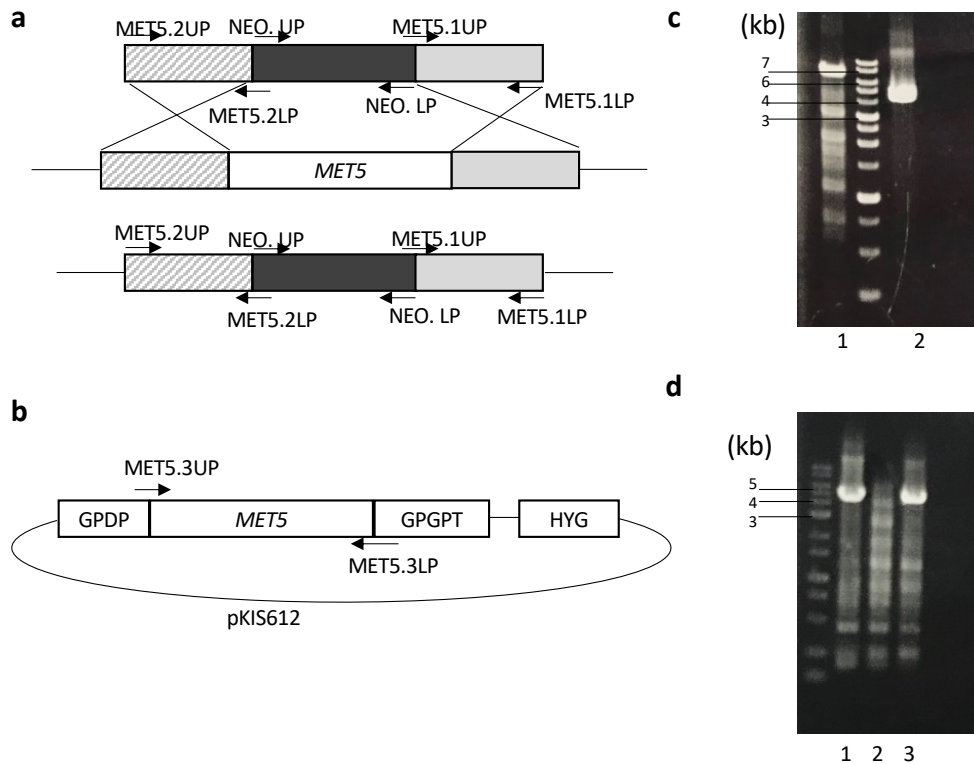 a
MET5.2UP
NEO. UP
MET5.1UP
MET5.2LP
NEO. LP
MET5.1LP
MET5
MET5.2UP
NEO. UP
MET5.1UP
MET5.2LP
NEO. LP
MET5.1LP
b
MET5.3UP
GPDP
MET5
GPGPT
HYG
MET5.3LP
pKIS612
c
(kb)
7
6
4
3
1 2
d
(kb)
5
4
3
1 2 3